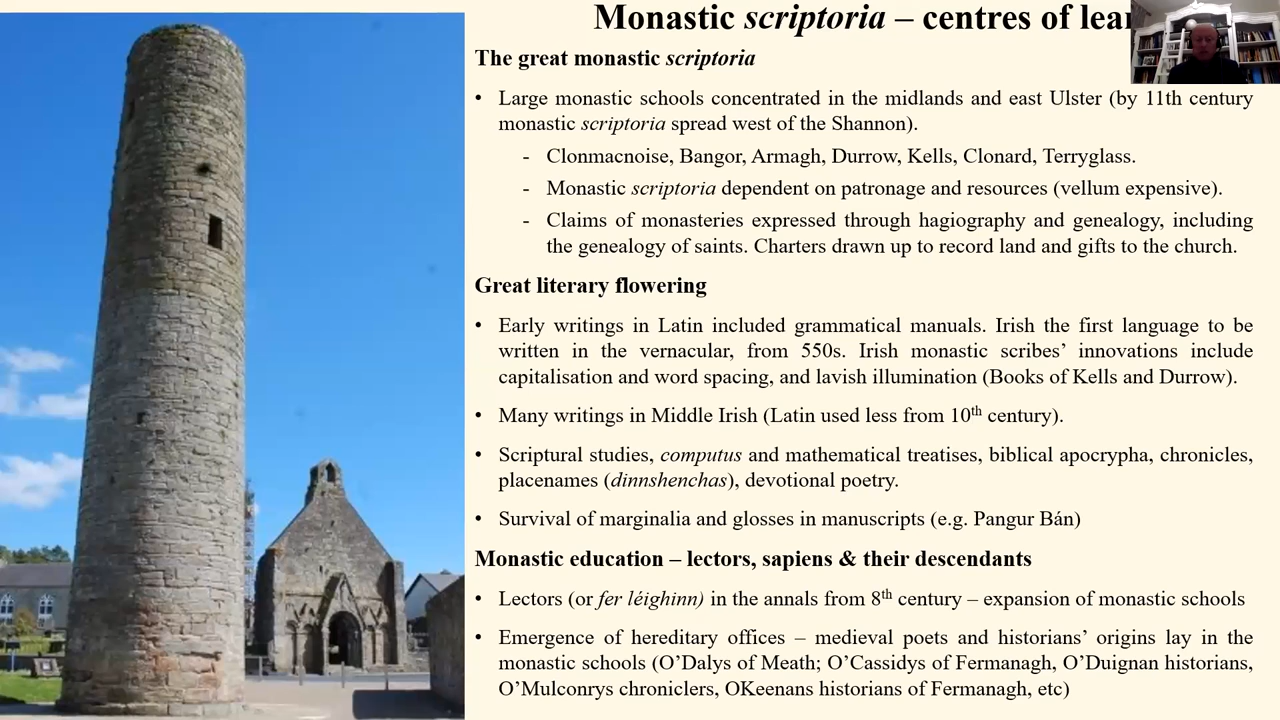 Monastic scriptoria – centres of
The great monastic scriptoria
• Large monastic schools concentrated in the midlands and east Ulster (by 11th century
monastic scriptoria spread west of the Shannon).
- Clonmacnoise, Bangor, Armagh, Durrow, Kells, Clonard, Terryglass.
- Monastic scriptoria dependent on patronage and resources (vellum expensive).
- Claims of monasteries expressed through hagiography and genealogy, including
the genealogy of saints. Charters drawn up to record land and gifts to the church.
Great literary flowering
• Early writings in Latin included grammatical manuals. Irish the first language to be
written in the vernacular, from 550s. Irish monastic scribes’ innovations include
capitalisation and word spacing, and lavish illumination (Books of Kells and Durrow).
• Many writings in Middle Irish (Latin used less from 10th century).
• Scriptural studies, computus and mathematical treatises, biblical apocrypha, chronicles,
placenames (dinnshenchas), devotional poetry.
• Survival of marginalia and glosses in manuscripts (e.g. Pangur Bán)
Monastic education – lectors, sapiens & their descendants
• Lectors (or fer léighinn) in the annals from 8th century – expansion of monastic schools
• Emergence of hereditary offices – medieval poets and historians’ origins lay in the
monastic schools (O’Dalys of Meath; O’Cassidys of Fermanagh, O’Duignan historians,
O’Mulconrys chroniclers, OKeenans historians of Fermanagh, etc)